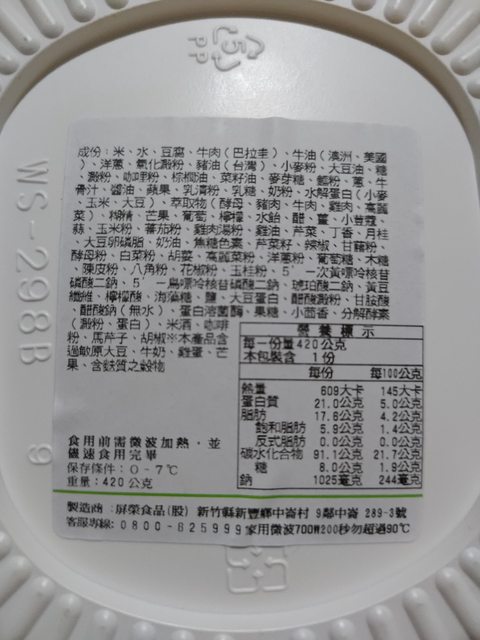 5
PP
WS-298B
9
成份：米、水、豆腐、牛肉（巴拉圭）、牛油（澳洲、美國
）、洋蔥、氧化澱粉、豬油（台灣）、小麥粉、大豆油、糖
、澱粉、咖哩粉、棕櫚油、菜籽油、麥芽糖、麵粉、蔥、牛
骨汁、醬油、蘋果、乳清粉、乳糖、奶粉、水解蛋白（小麥
、玉米、大豆）、萃取物（酵母、豬肉、牛肉、雞肉、高麗
菜）、糊精、芒果、葡萄、檸檬、水飴、醋、薑、小荳蔻、
蒜、玉米粉、蕃茄粉、雞肉湯粉、雞油、芹菜、丁香、月桂
、大豆卵磷脂、奶油、焦糖色素、芹菜籽、辣椒、甘藷粉、
酵母粉、白菜粉、胡荽、高麗菜粉、洋蔥粉、葡萄糖、木糖
、陳皮粉、八角粉、花椒粉、玉桂粉、5'－次黃嘌呤核苷
磷酸二鈉、5'－鳥嘌呤核苷磷酸二鈉、琥珀酸二鈉、黃豆
纖維、檸檬酸、海藻糖、鹽、大豆蛋白、醋酸澱粉、甘胺酸
、醋酸鈉（無水）、蛋白溶菌酶、果糖、小茴香、分解酵素
（澱粉、蛋白）、米酒、咖啡
粉、馬芹子、胡椒※本產品含
過敏原大豆、牛奶、雞蛋、芒
果、含麩質之穀物
營 養 標 示
每一份量420公克
本包裝含 1份
每份 每100公克
熱量 609大卡 145大卡
蛋白質 21.0公克 5.0公克
脂肪 17.6公克 4.2公克
飽和脂肪 5.9公克 1.4公克
反式脂肪 0.0公克 0.0公克
碳水化合物 91.1公克 21.7公克
糖 8.0公克 1.9公克
鈉 1025毫克 244毫克
食用前需微波加熱，並
儘速食用完畢
保存條件：0－7℃
重量：420公克
製造商：屏榮食品(股) 新竹縣新豐鄉中崙村 9鄰中崙 289-3號
客服專線：0800-625999 家用微波700W200秒勿超過90℃